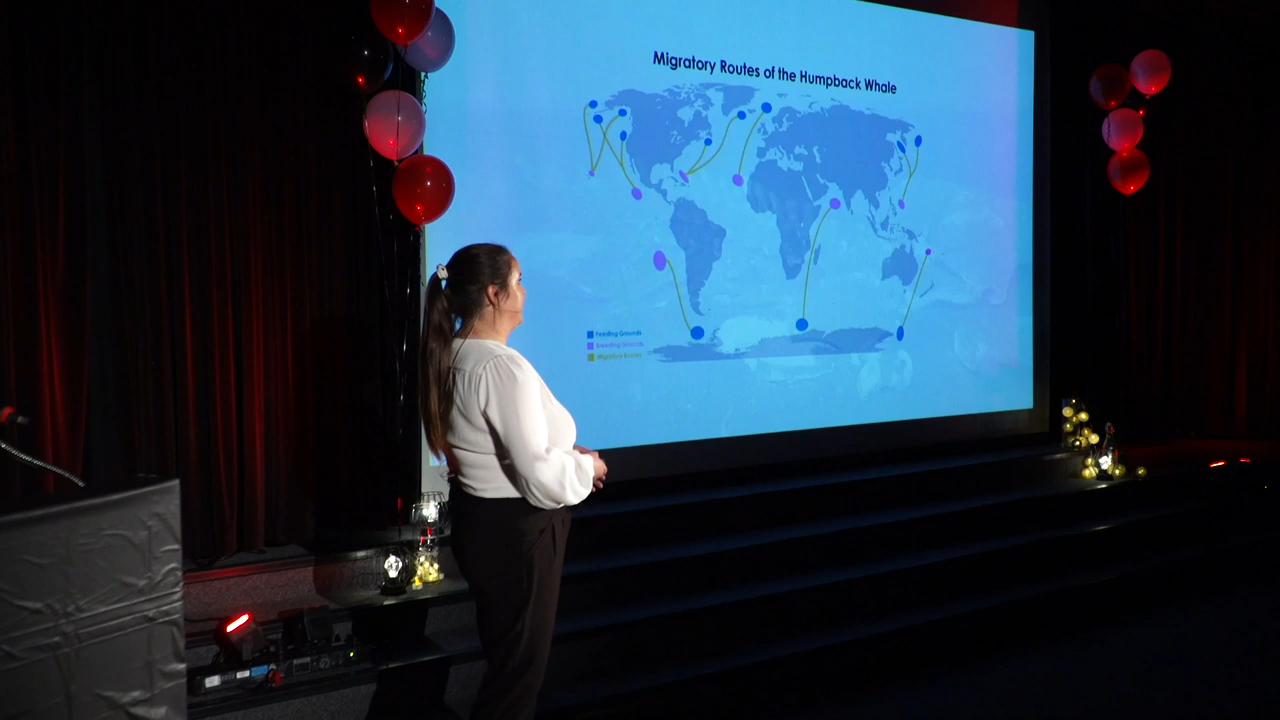 Migratory Routes of the Humpback Whale
Feeding Grounds
Breeding Grounds
Migratory Routes